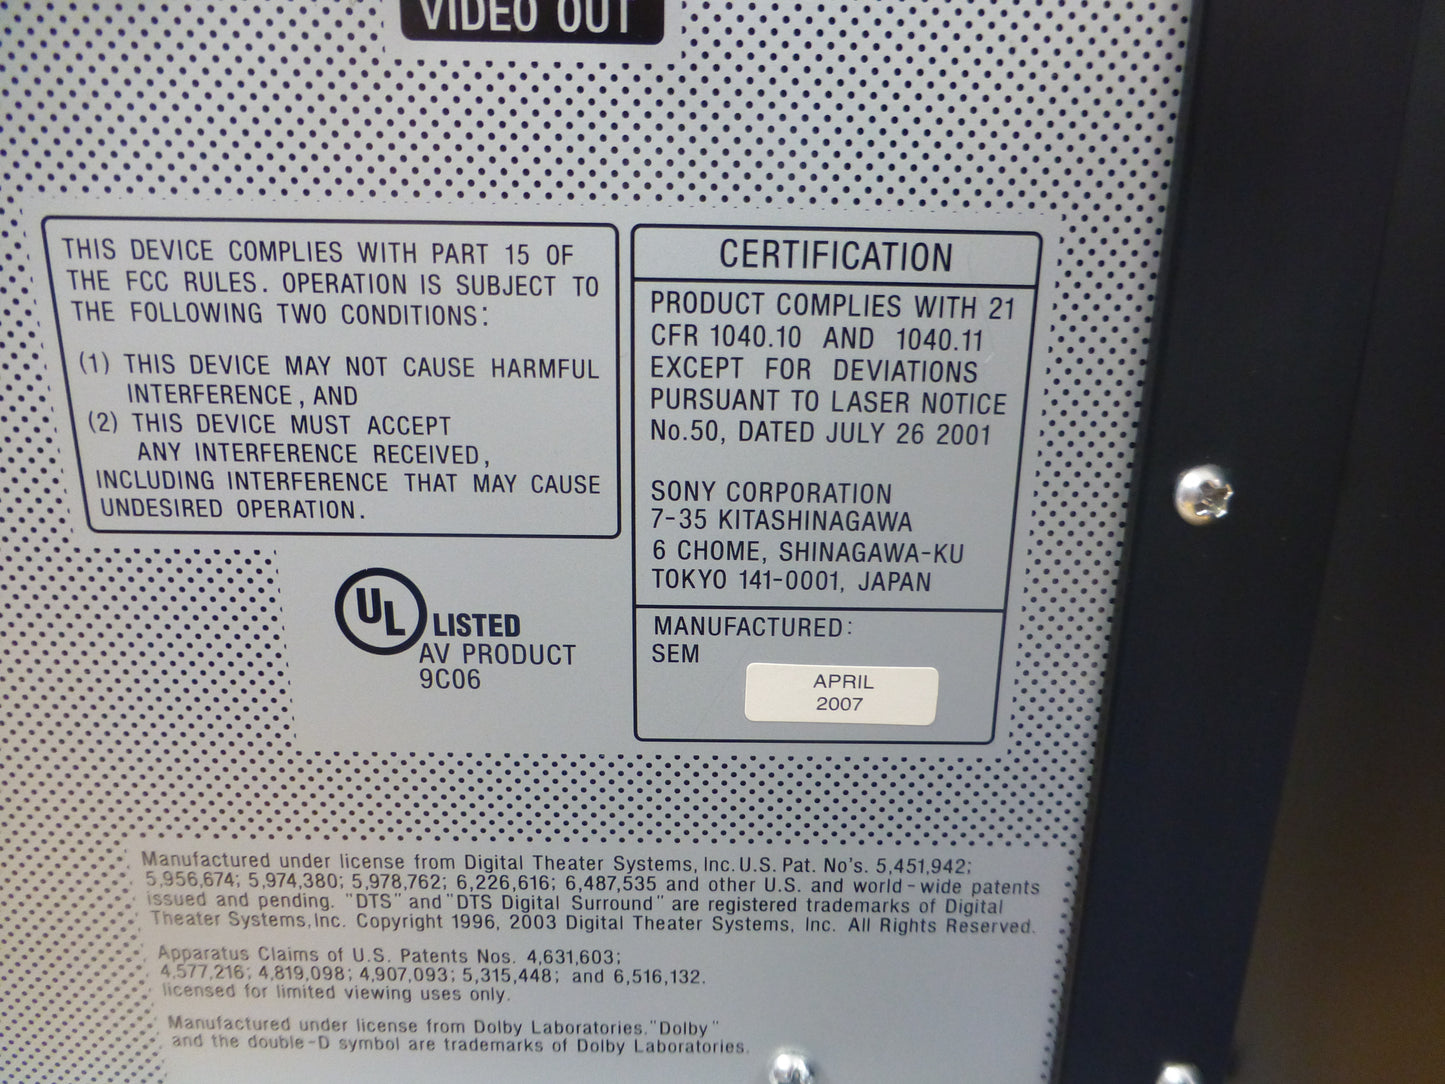 VIDEO OUT
THIS DEVICE COMPLIES WITH PART 15 OF
THE FCC RULES. OPERATION IS SUBJECT TO
THE FOLLOWING TWO CONDITIONS:
(1) THIS DEVICE MAY NOT CAUSE HARMFUL
INTERFERENCE, AND
(2) THIS DEVICE MUST ACCEPT
ANY INTERFERENCE RECEIVED,
INCLUDING INTERFERENCE THAT MAY CAUSE
UNDESIRED OPERATION.
UL LISTED
AV PRODUCT
9C06
CERTIFICATION
PRODUCT COMPLIES WITH 21
CFR 1040.10 AND 1040.11
EXCEPT FOR DEVIATIONS
PURSUANT TO LASER NOTICE
No.50, DATED JULY 26 2001
SONY CORPORATION
7-35 KITASHINAGAWA
6 CHOME, SHINAGAWA-KU
TOKYO 141-0001, JAPAN
MANUFACTURED:
SEM
APRIL
2007
Manufactured under license from Digital Theater Systems, Inc. U.S. Pat. No's. 5,451,942;
5,956,674; 5,974,380; 5,978,762; 6,226,616; 6,487,535 and other U.S. and world-wide patents
issued and pending. "DTS" and "DTS Digital Surround" are registered trademarks of Digital
Theater Systems, Inc. Copyright 1996, 2003 Digital Theater Systems, Inc. All Rights Reserved.
Apparatus Claims of U.S. Patents Nos. 4,631,603;
4,577,216; 4,819,098; 4,907,093; 5,315,448; and 6,516,132.
licensed for limited viewing uses only.
Manufactured under license from Dolby Laboratories. "Dolby"
and the double-D symbol are trademarks of Dolby Laboratories.